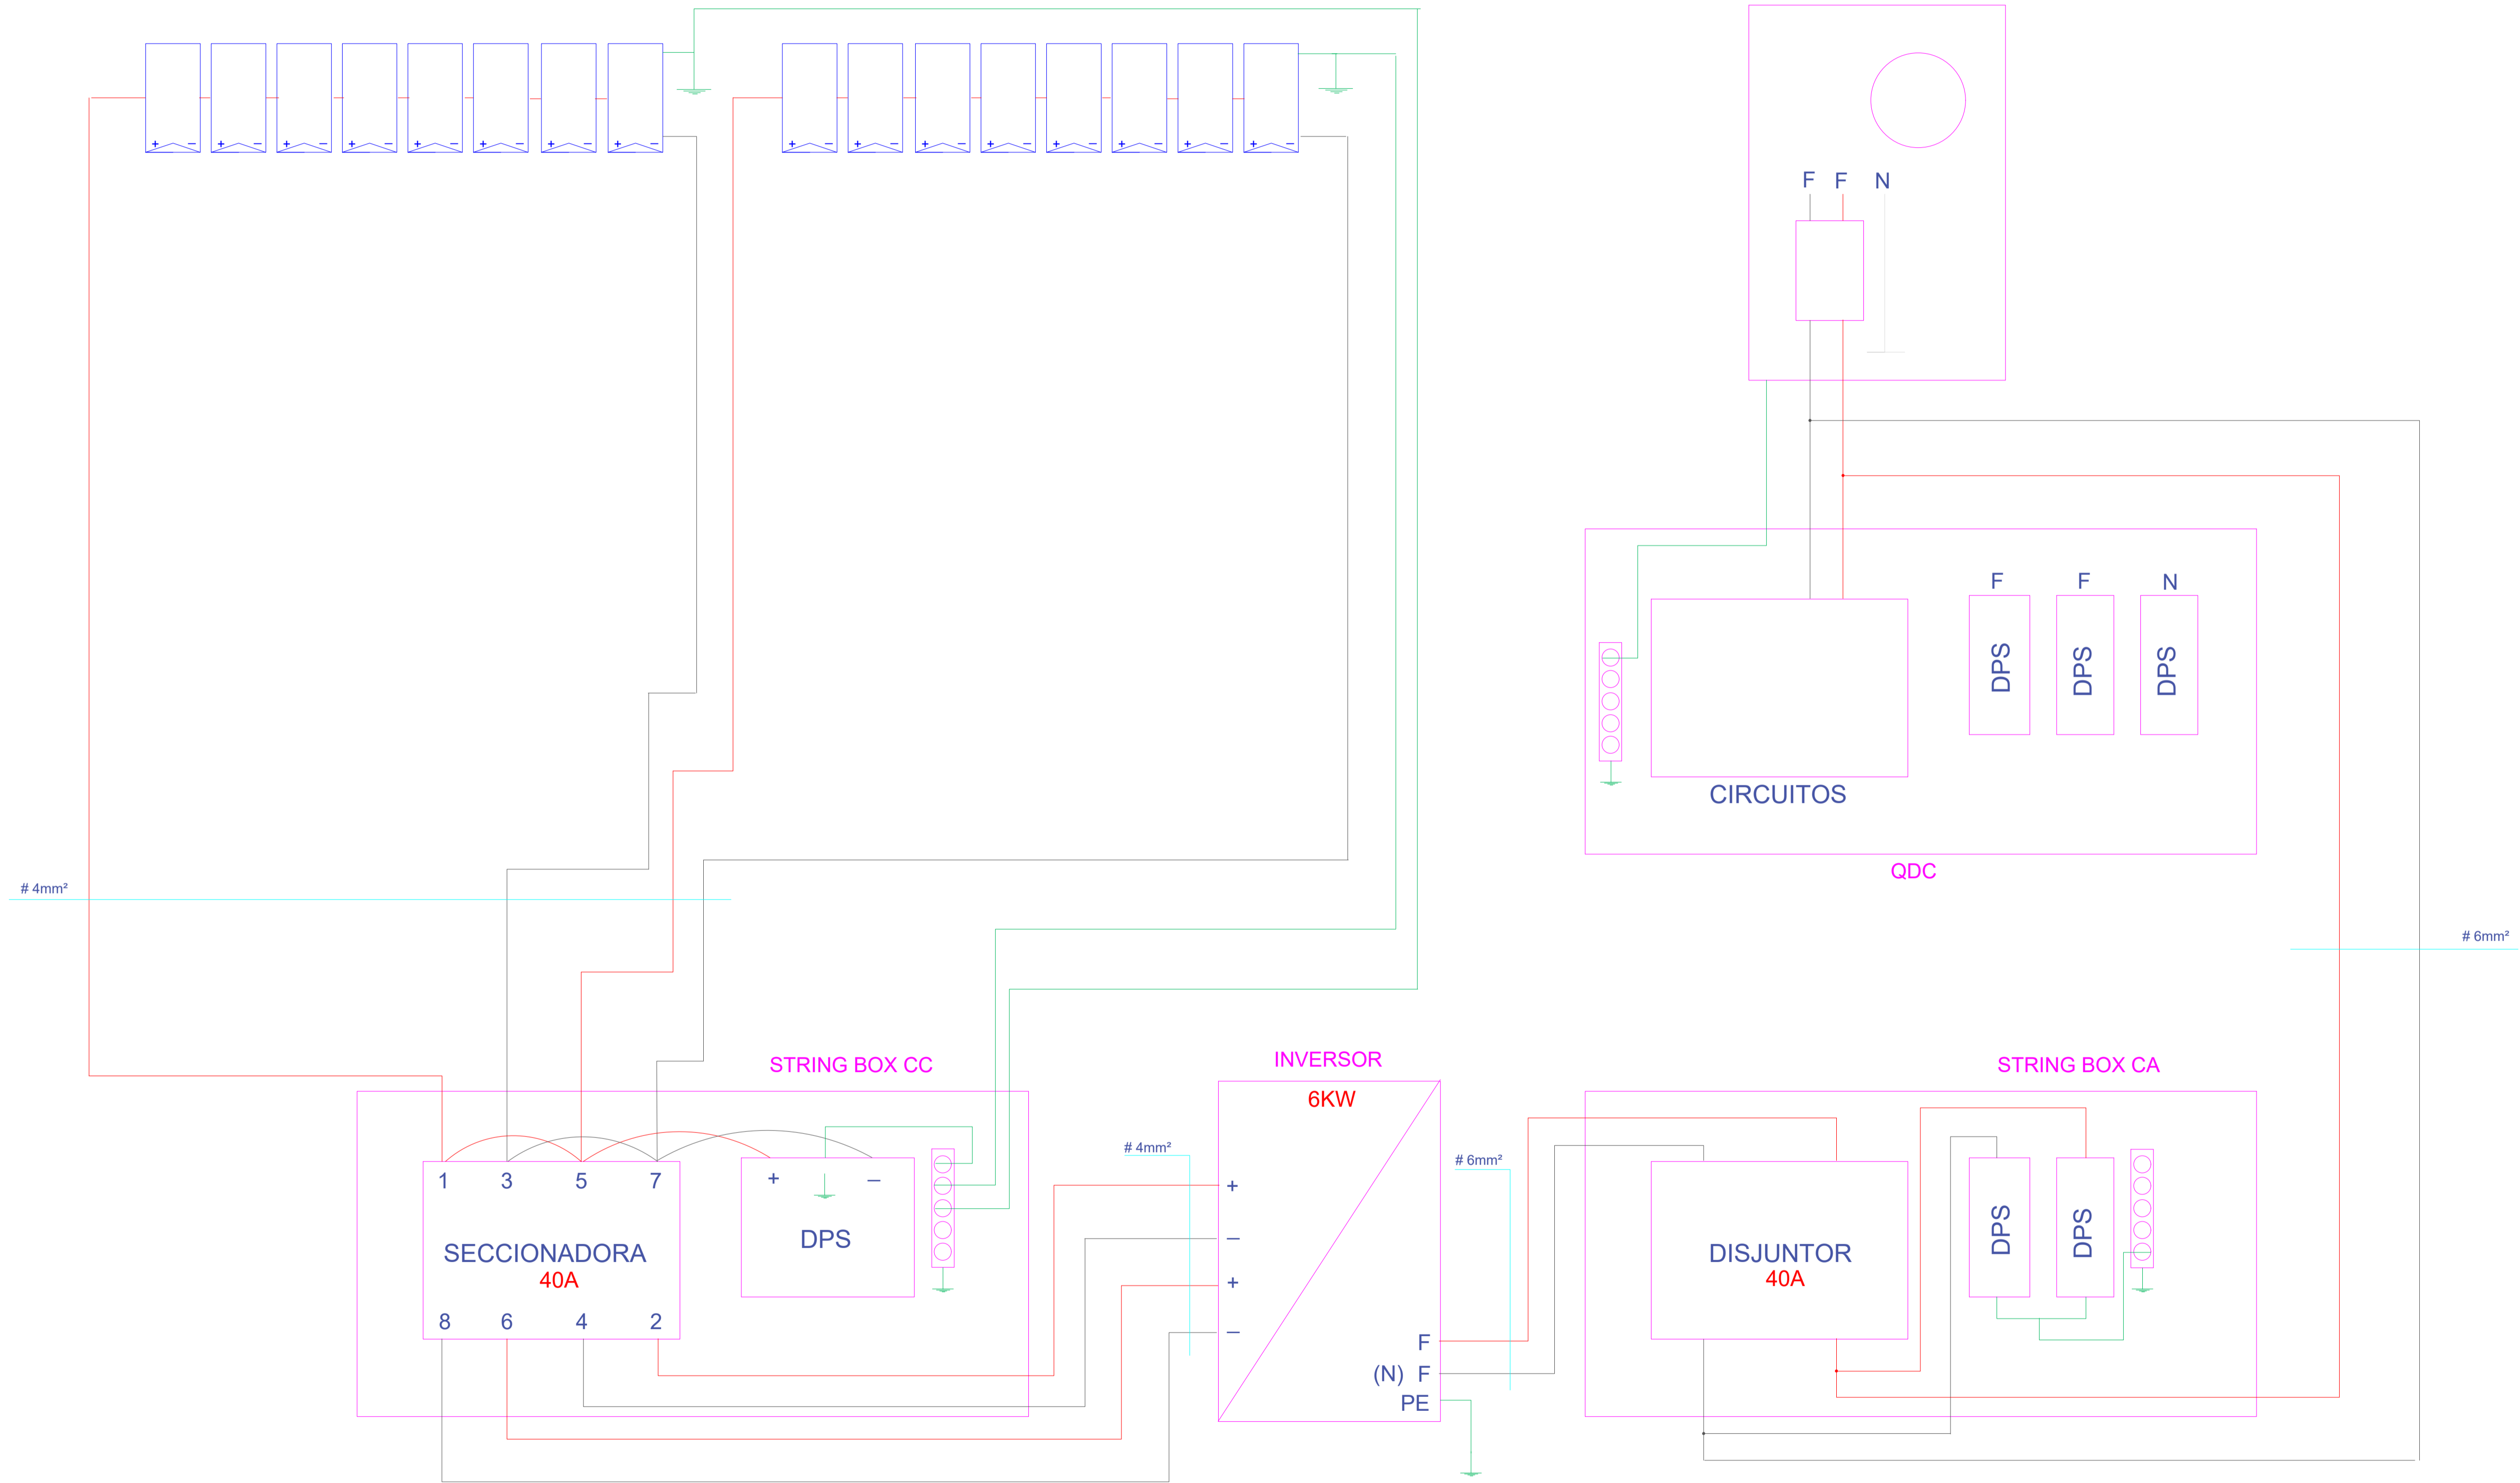 + − + − + − + − + − + − + − + −
+ − + − + − + − + − + − + − + −
F F N
F F N
DPS DPS DPS
CIRCUITOS
QDC
# 4mm²
# 6mm²
STRING BOX CC
1 3 5 7
SECCIONADORA
40A
8 6 4 2
+ −
DPS
# 4mm²
INVERSOR
6KW
+
−
+
−
F
(N) F
PE
# 6mm²
STRING BOX CA
DISJUNTOR
40A
DPS DPS